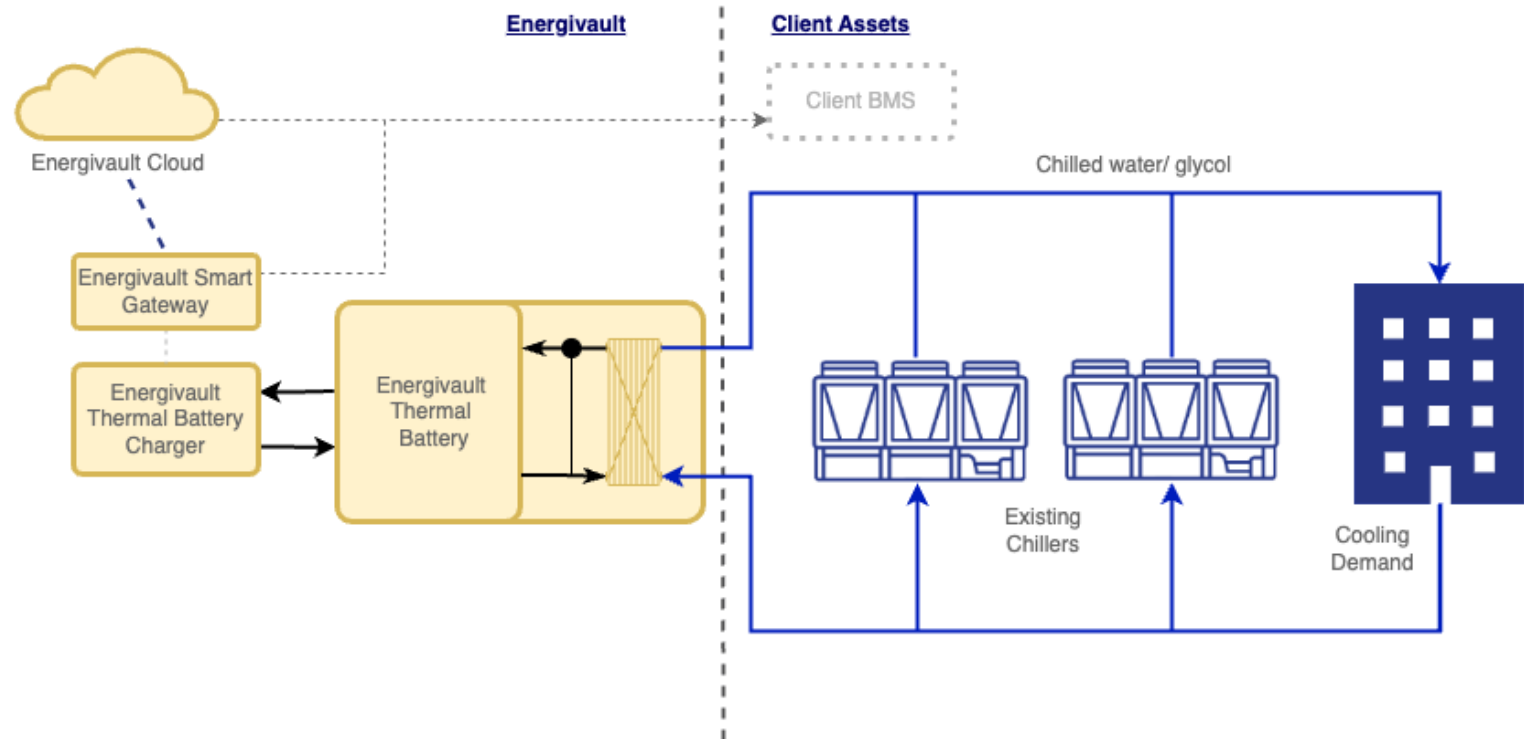 Energivault
Client Assets
Client BMS
Energivault Cloud
Chilled water/ glycol
Energivault Smart
Gateway
Energivault
Thermal Battery
Charger
Energivault
Thermal
Battery
Existing
Chillers
Cooling
Demand